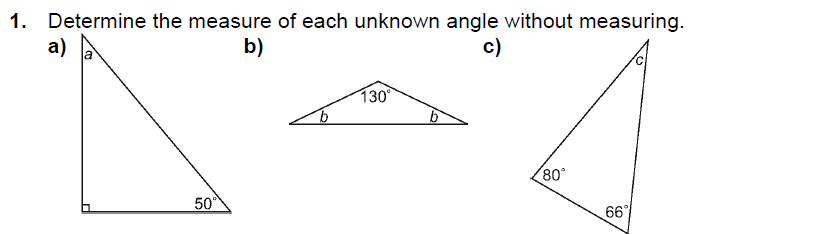 1. Determine the measure of each unknown angle without measuring.
a) b) c)
a c
130°
b b
80°
50° 66°